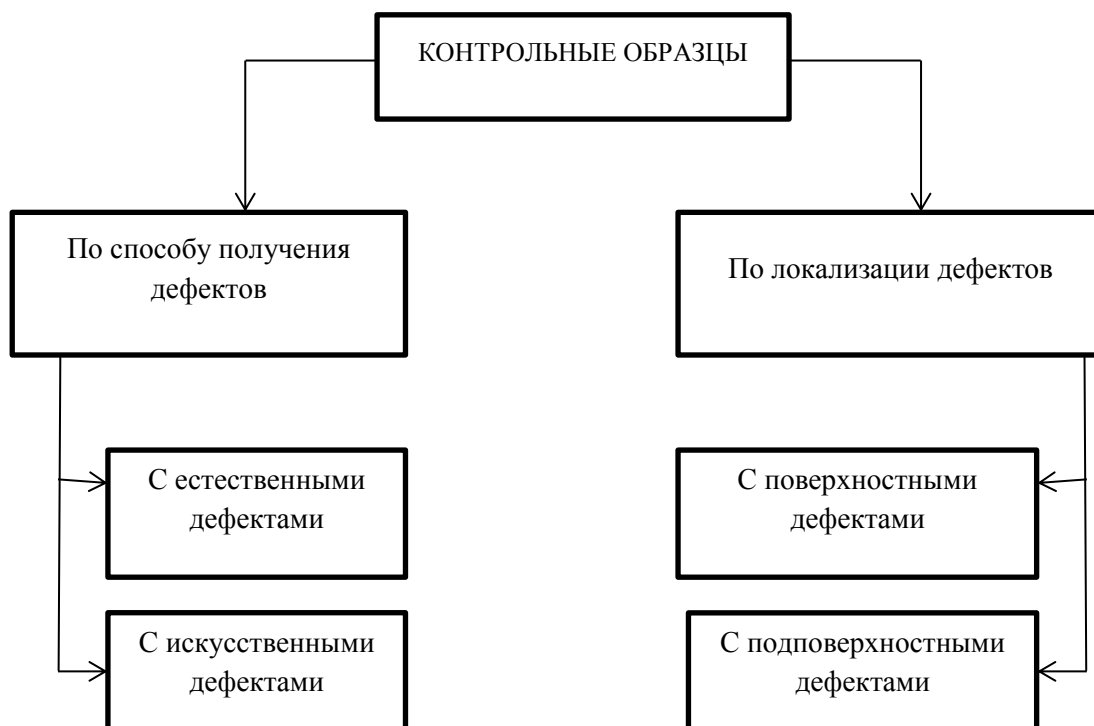 КОНТРОЛЬНЫЕ ОБРАЗЦЫ
По способу получения
дефектов
По локализации дефектов
С естественными
дефектами
С поверхностными
дефектами
С искусственными
дефектами
С подповерхностными
дефектами